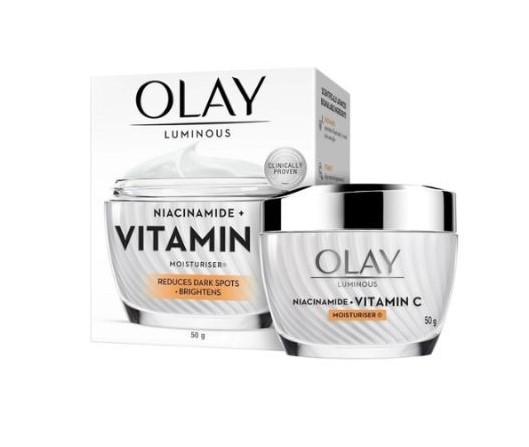 OLAY
LUMINOUS
CLINICALLY
PROVEN
NIACINAMIDE +
VITAMIN
MOISTURISER®
REDUCES DARK SPOTS
+ BRIGHTENS
50 g
OLAY
LUMINOUS
NIACINAMIDE + VITAMIN C
MOISTURISER
50 g